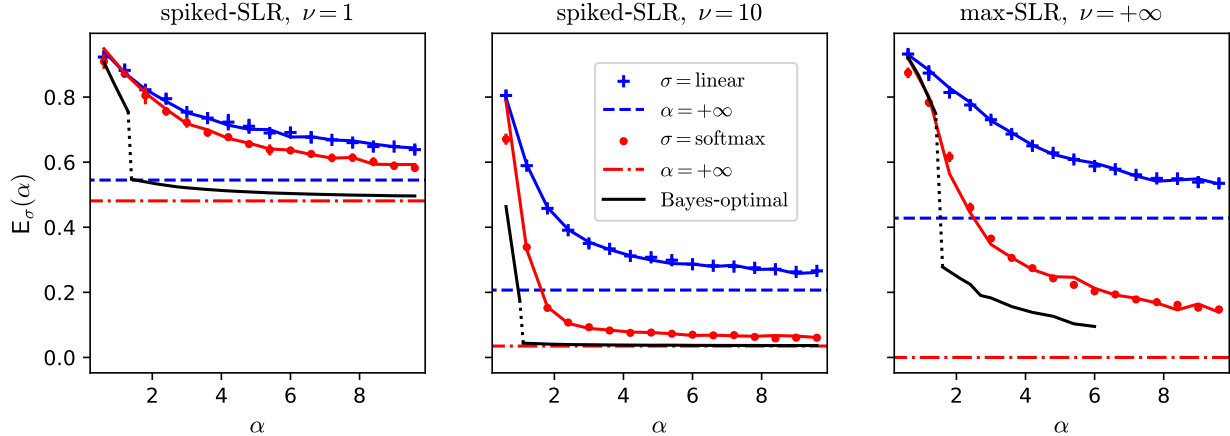 spiked-SLR, ν = 1
spiked-SLR, ν = 10
max-SLR, ν = +∞
E_σ(α)
0.8
0.6
0.4
0.2
0.0
σ = linear
α = +∞
σ = softmax
α = +∞
Bayes-optimal
2 4 6 8
2 4 6 8
2 4 6 8
α
α
α